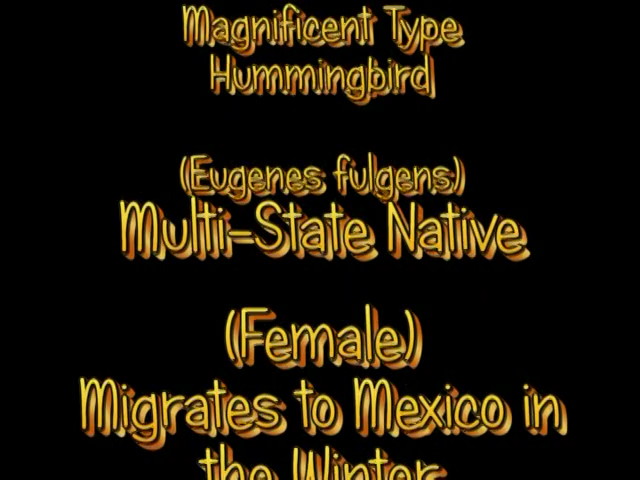 Magnificent Type
Hummingbird
(Eugenes fulgens)
Multi-State Native
(Female)
Migrates to Mexico in
the Winter